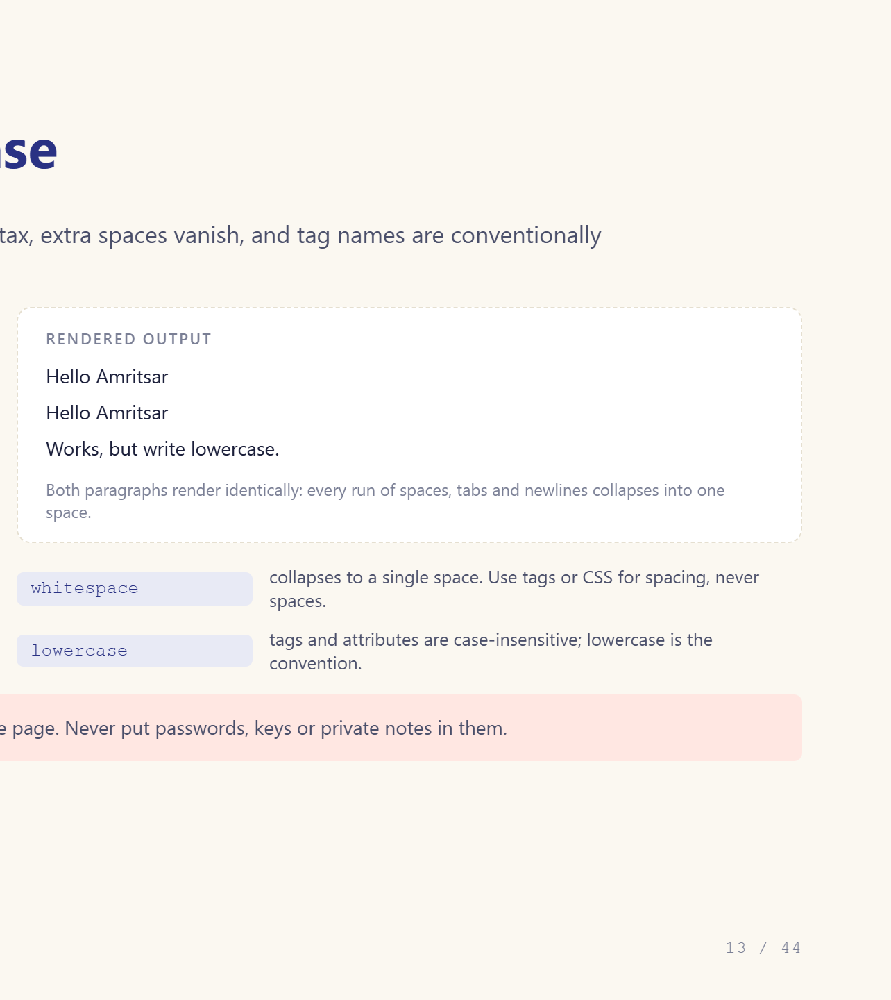 se
tax, extra spaces vanish, and tag names are conventionally
RENDERED OUTPUT
Hello Amritsar
Hello Amritsar
Works, but write lowercase.
Both paragraphs render identically: every run of spaces, tabs and newlines collapses into one
space.
whitespace
collapses to a single space. Use tags or CSS for spacing, never
spaces.
lowercase
tags and attributes are case-insensitive; lowercase is the
convention.
e page. Never put passwords, keys or private notes in them.
13 / 44